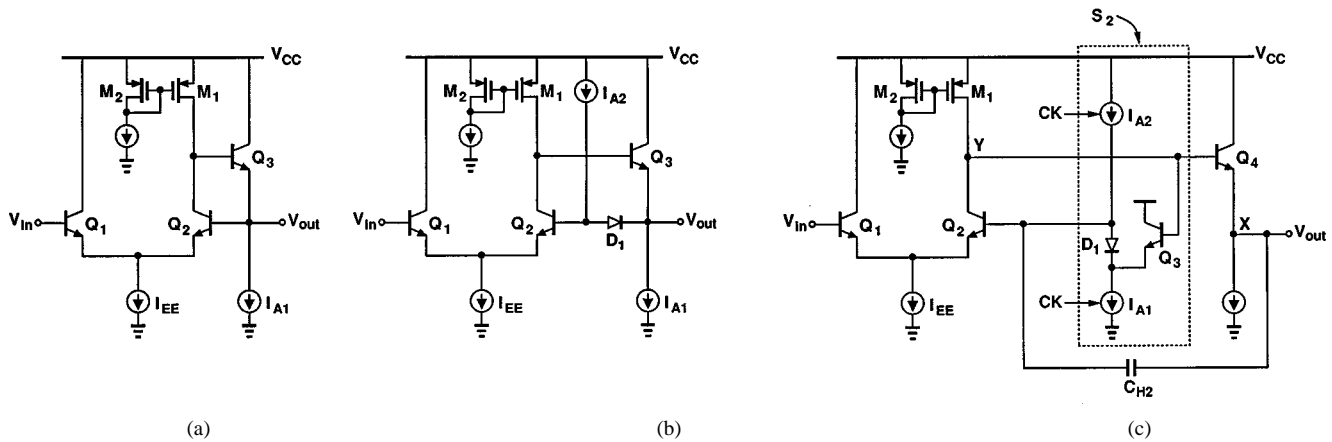 V_CC
M_2
M_1
Q_3
V_in
Q_1
Q_2
V_out
I_EE
I_A1
(a)
V_CC
M_2
M_1
I_A2
Q_3
V_in
Q_1
Q_2
D_1
V_out
I_EE
I_A1
(b)
S_2
V_CC
M_2
M_1
CK
I_A2
Y
Q_4
V_in
Q_1
Q_2
D_1
Q_3
X
V_out
I_EE
CK
I_A1
C_H2
(c)